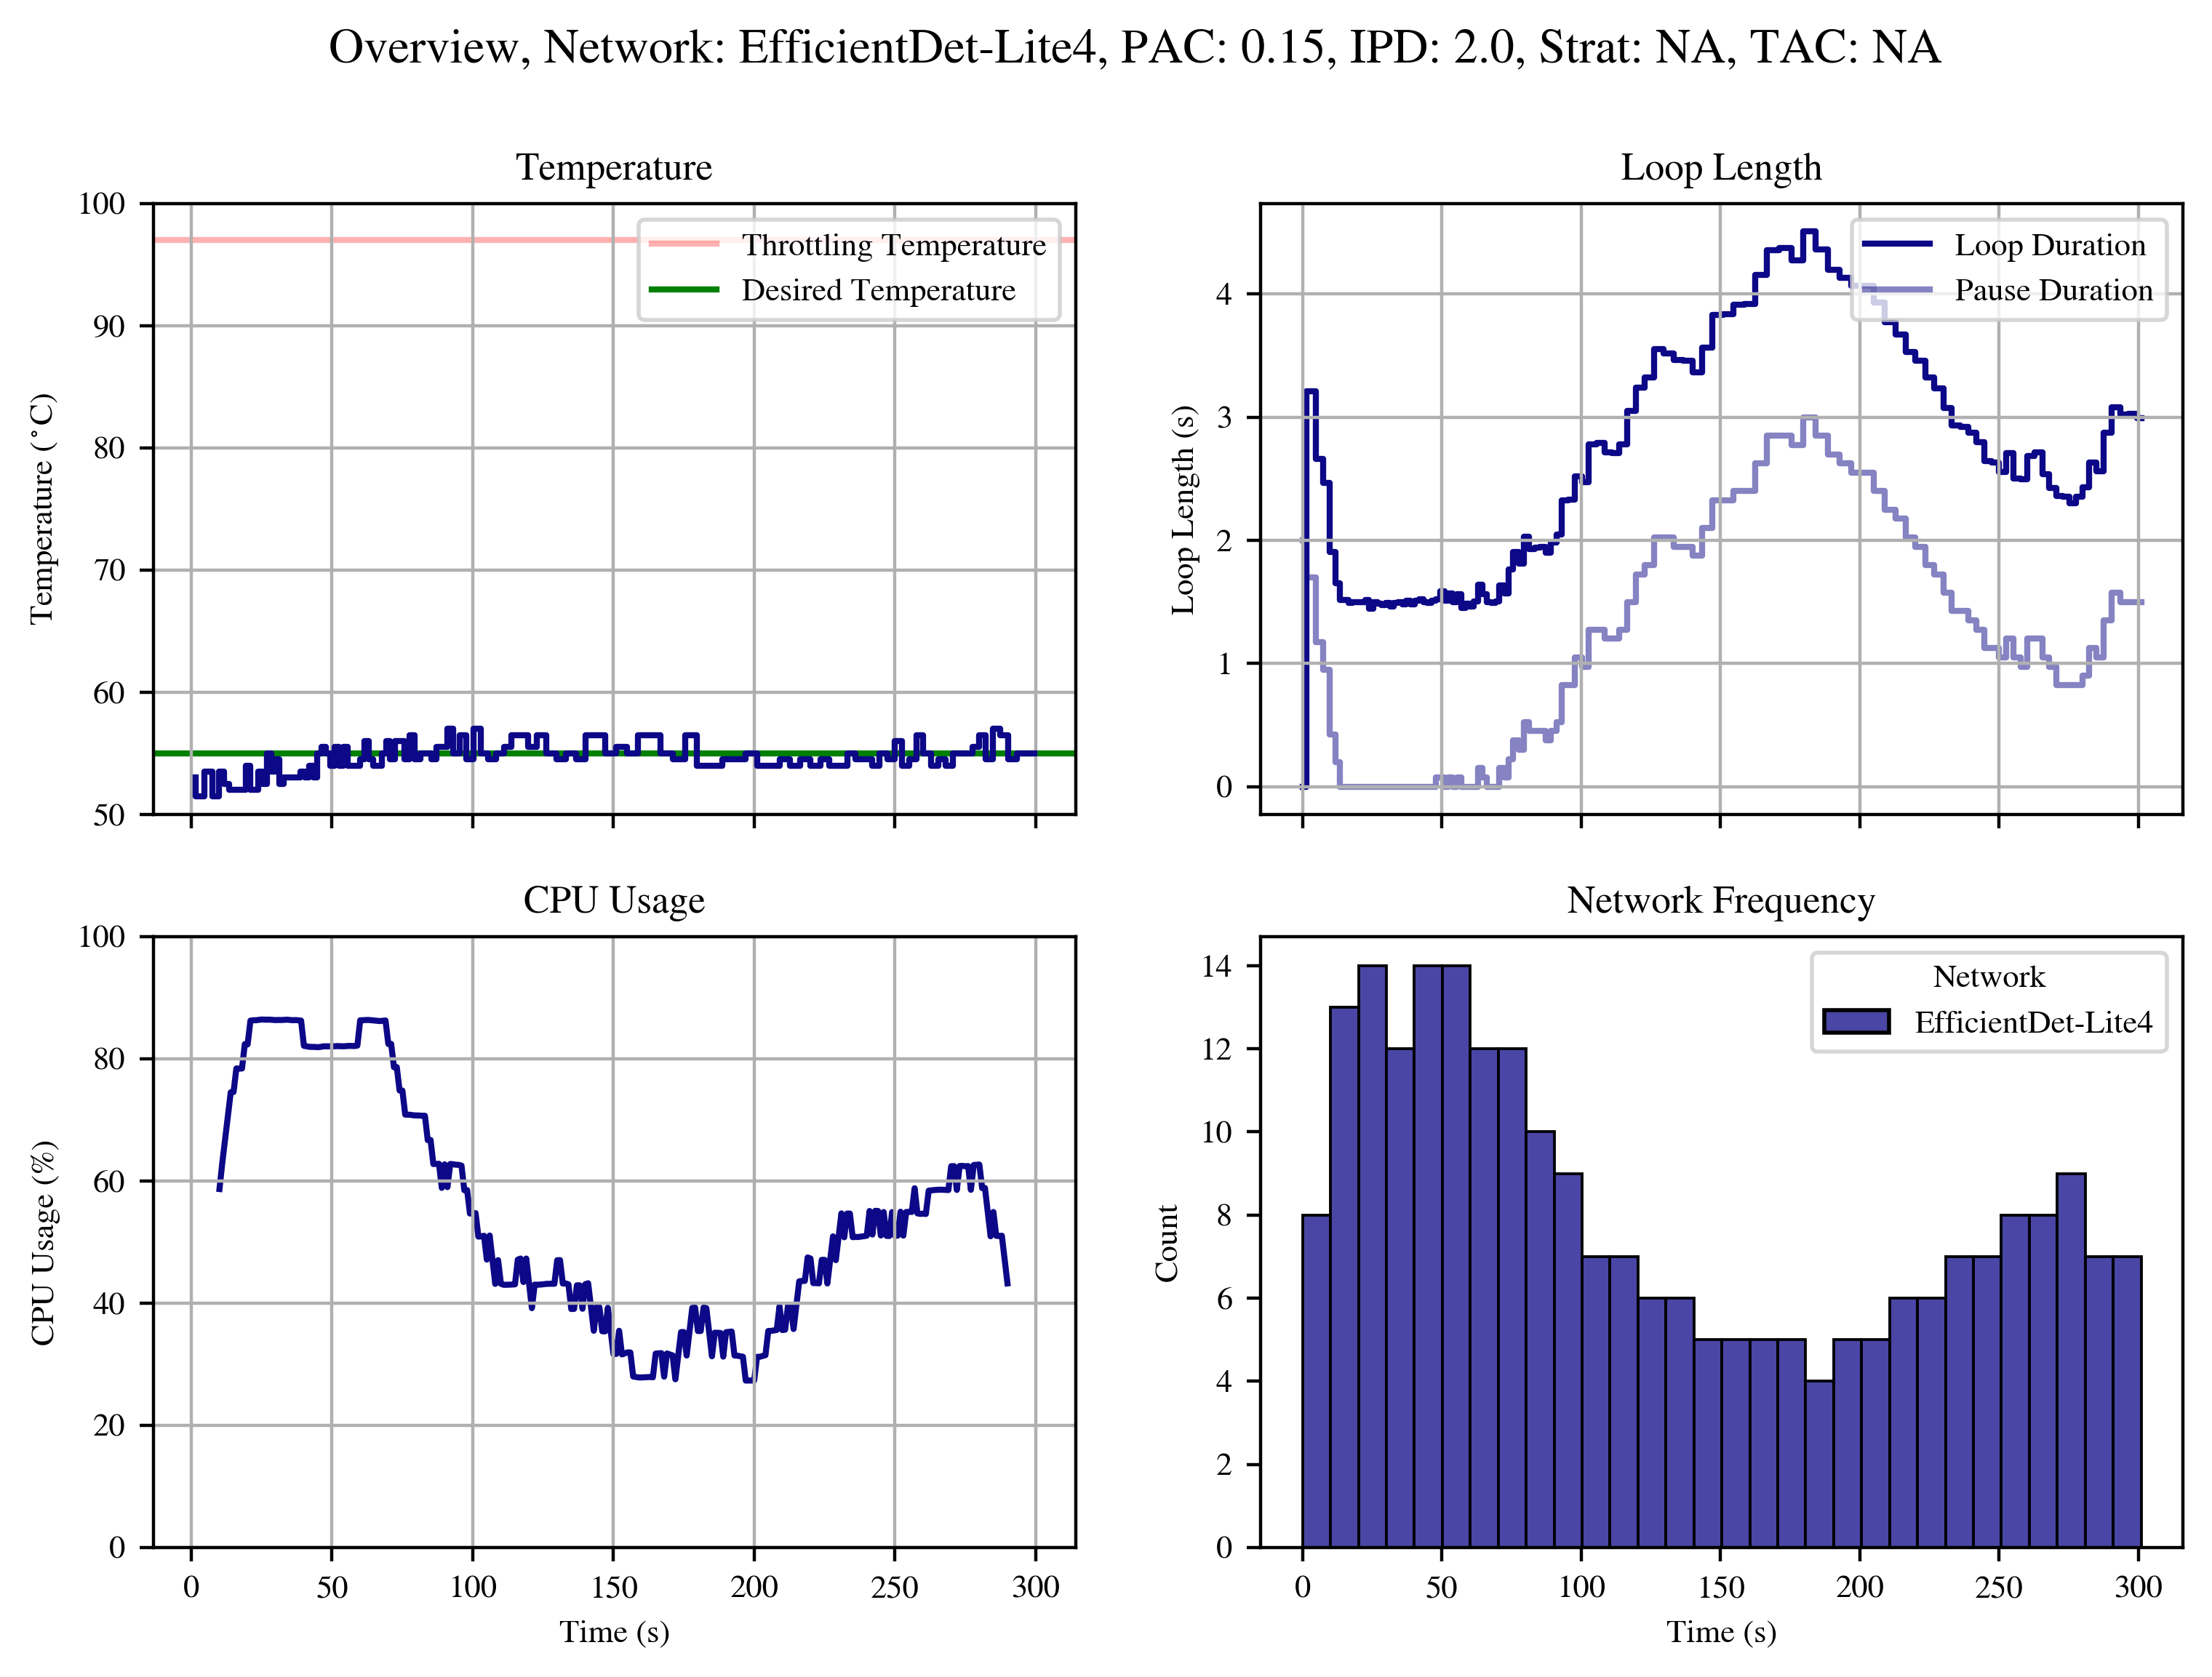 Overview, Network: EfficientDet-Lite4, PAC: 0.15, IPD: 2.0, Strat: NA, TAC: NA
Temperature
100
90
80
70
60
50
Temperature (°C)
Throttling Temperature
Desired Temperature
Loop Length
4
3
2
1
0
Loop Length (s)
Loop Duration
Pause Duration
CPU Usage
100
80
60
40
20
0
CPU Usage (%)
0 50 100 150 200 250 300
Time (s)
Network Frequency
14
12
10
8
6
4
2
0
Count
Network
EfficientDet-Lite4
0 50 100 150 200 250 300
Time (s)